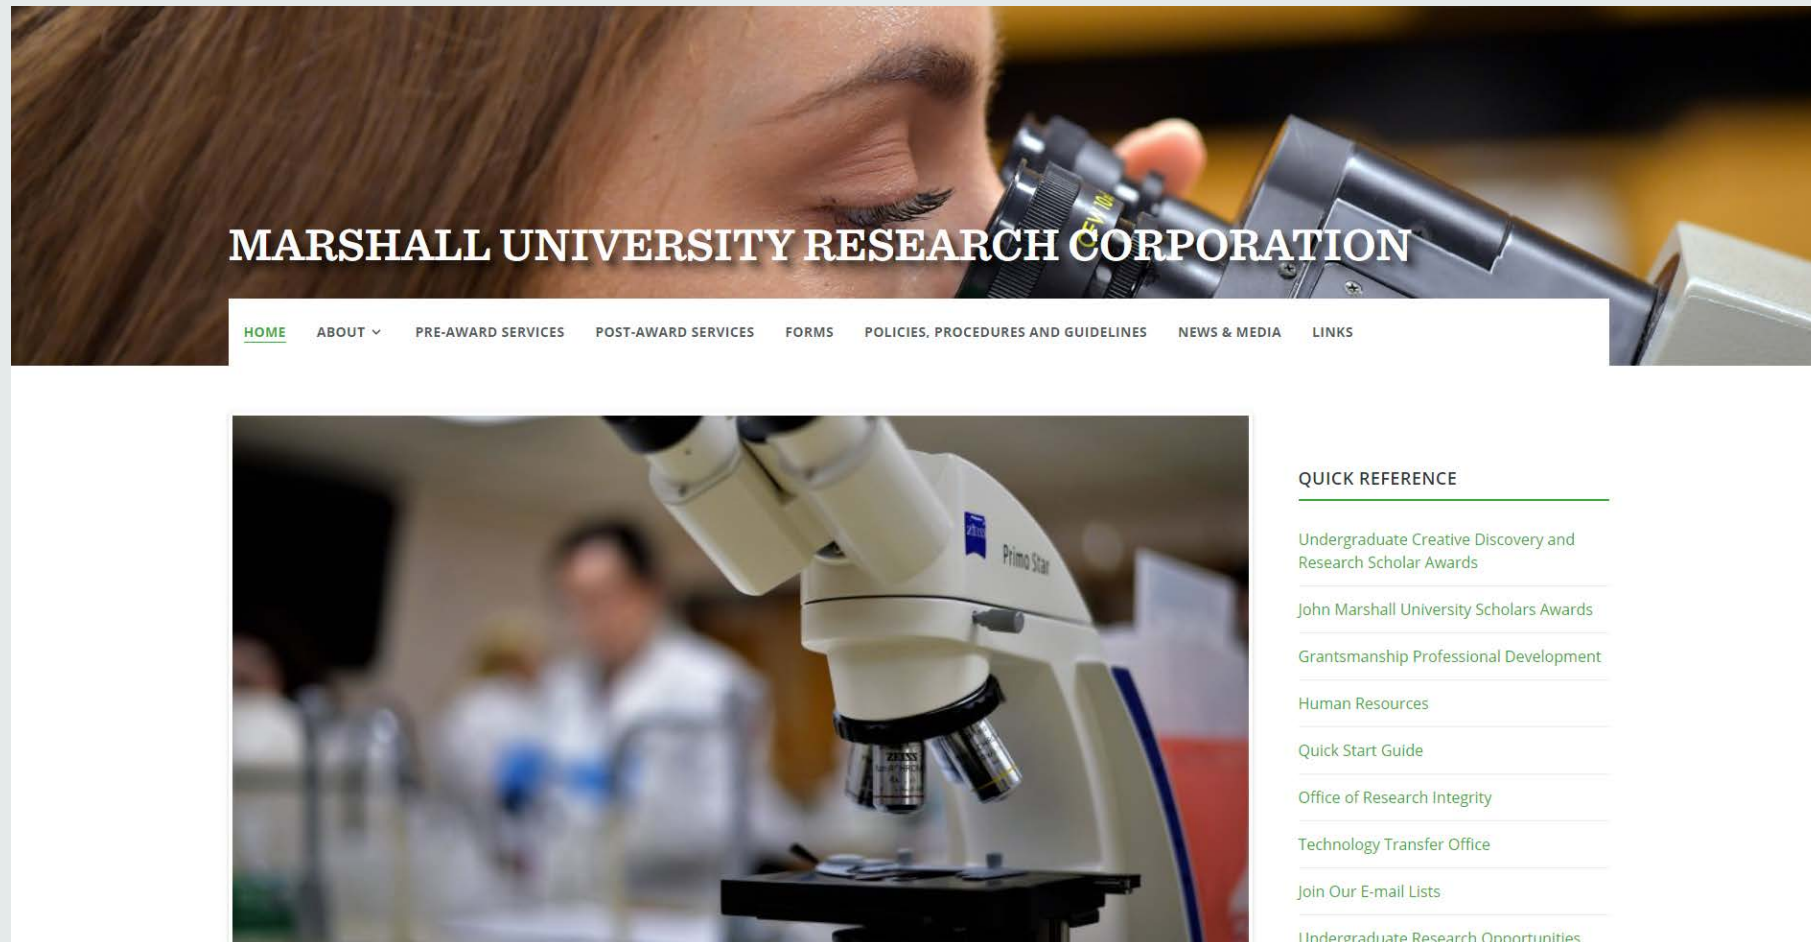 MARSHALL UNIVERSITY RESEARCH CORPORATION
HOME ABOUT PRE-AWARD SERVICES POST-AWARD SERVICES FORMS POLICIES, PROCEDURES AND GUIDELINES NEWS & MEDIA LINKS
Primo Star
ZEISS
QUICK REFERENCE
Undergraduate Creative Discovery and
Research Scholar Awards
John Marshall University Scholars Awards
Grantsmanship Professional Development
Human Resources
Quick Start Guide
Office of Research Integrity
Technology Transfer Office
Join Our E-mail Lists
Undergraduate Research Opportunities